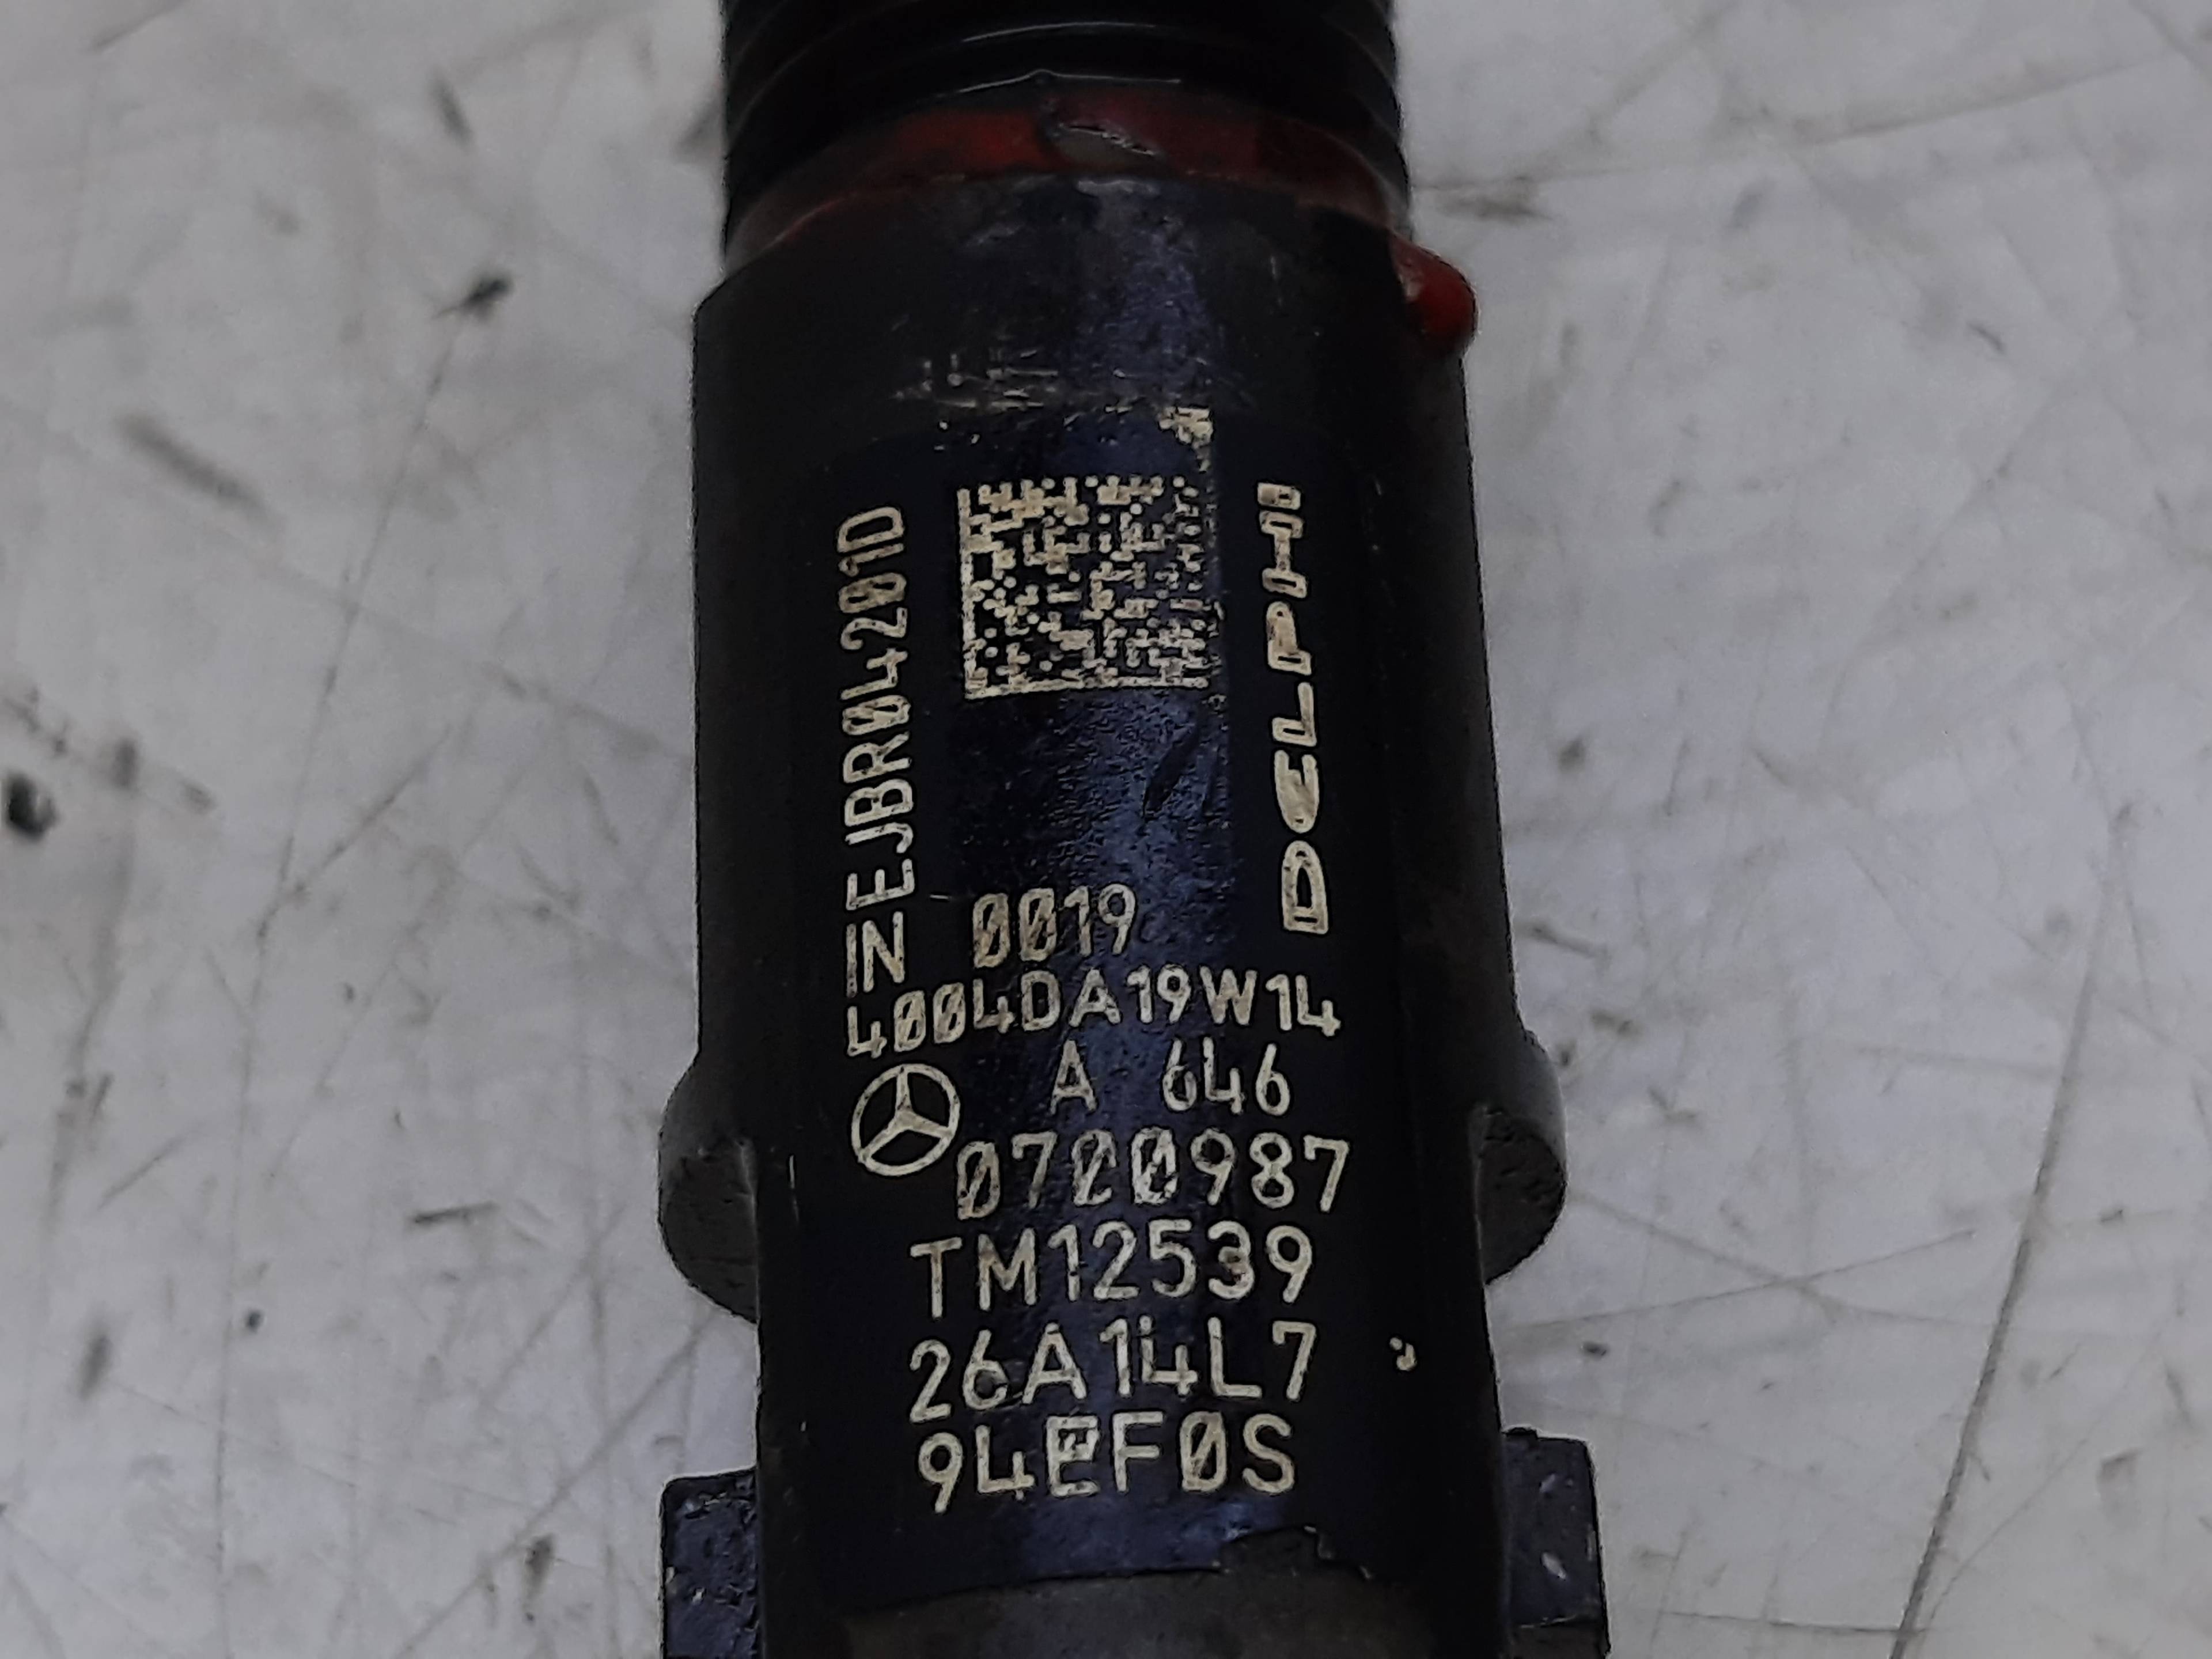 DELPHI
IN EJBR04201D
0019
4004DA19W14
A 646
0700987
TM12539
26A14L7
94EF0S